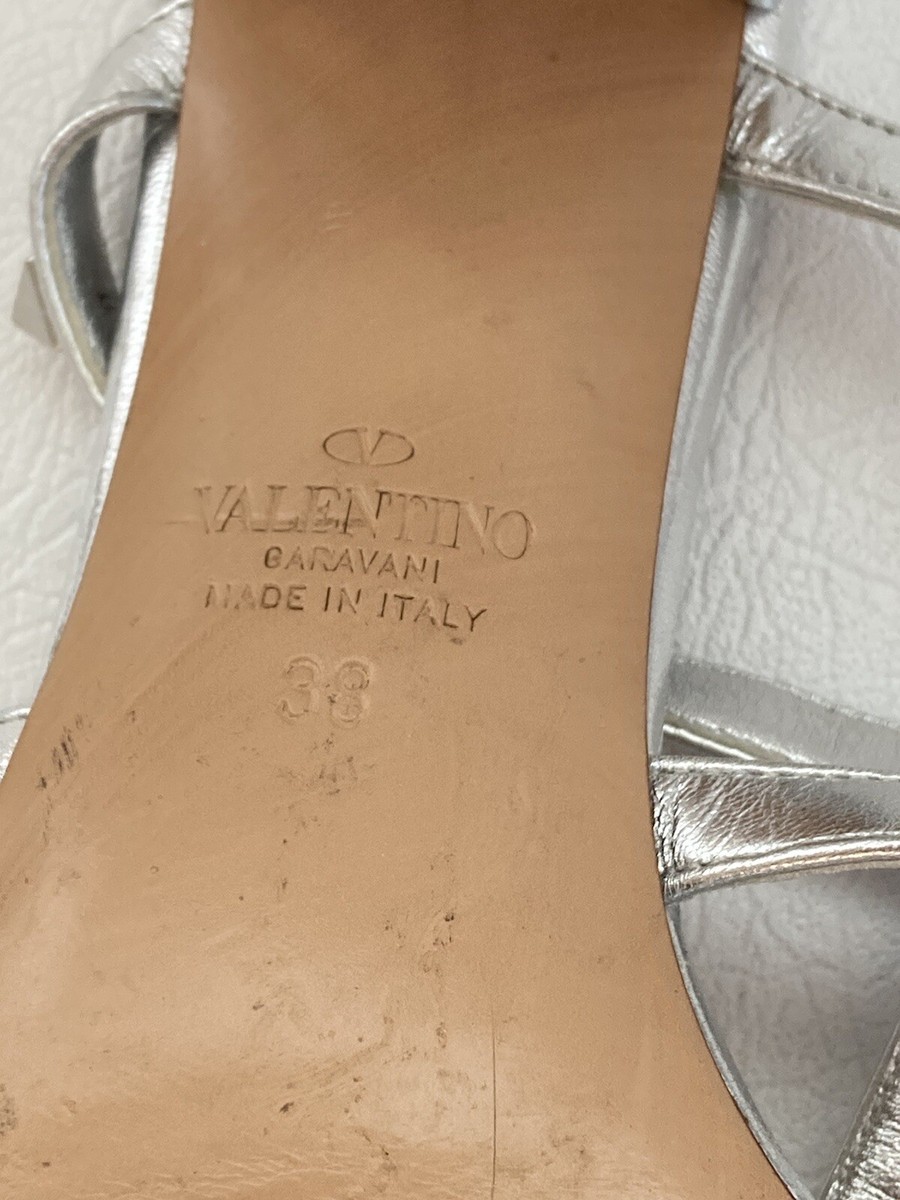 V
VALENTINO
GARAVANI
MADE IN ITALY
38